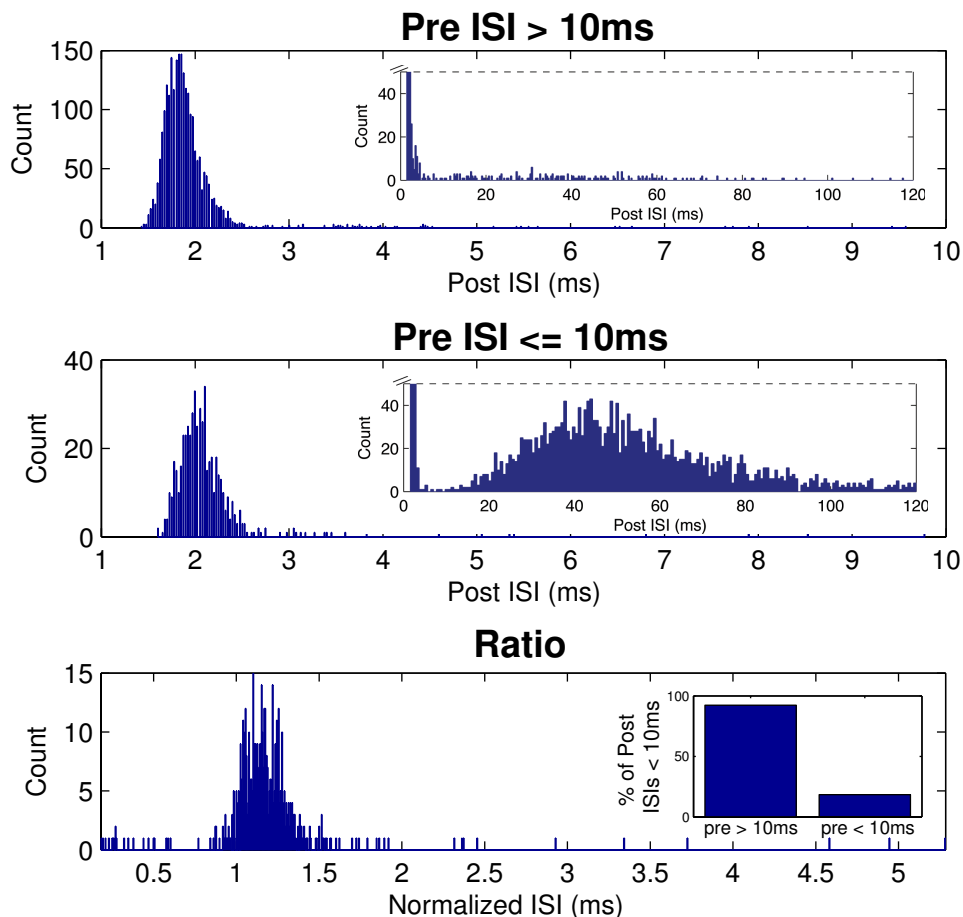 Pre ISI > 10ms
150
100
50
0
Count
1 2 3 4 5 6 7 8 9 10
Post ISI (ms)
40
20
0
Count
0 20 40 60 80 100 120
Post ISI (ms)
Pre ISI <= 10ms
40
20
0
Count
1 2 3 4 5 6 7 8 9 10
Post ISI (ms)
40
20
0
Count
0 20 40 60 80 100 120
Post ISI (ms)
Ratio
15
10
5
0
Count
0.5 1 1.5 2 2.5 3 3.5 4 4.5 5
Normalized ISI (ms)
100
50
0
% of Post
ISIs < 10ms
pre > 10ms pre < 10ms